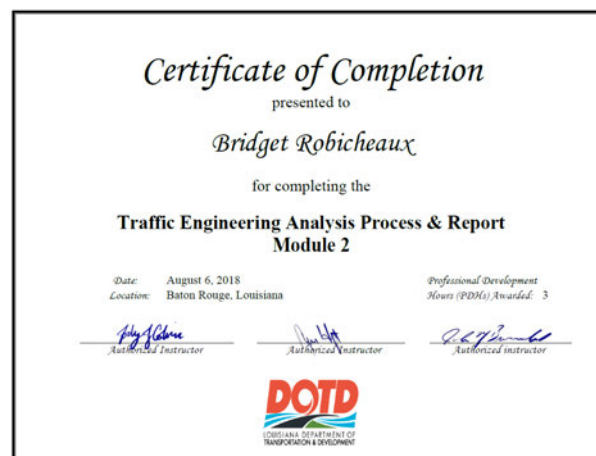 Certificate of Completion
presented to
Bridget Robicheaux
for completing the
Traffic Engineering Analysis Process & Report
Module 2
Date: August 6, 2018
Location: Baton Rouge, Louisiana
Professional Development
Hours (PDHs) Awarded: 3
Authorized Instructor
Authorized Instructor
Authorized instructor
DOTD
LOUISIANA DEPARTMENT OF
TRANSPORTATION & DEVELOPMENT